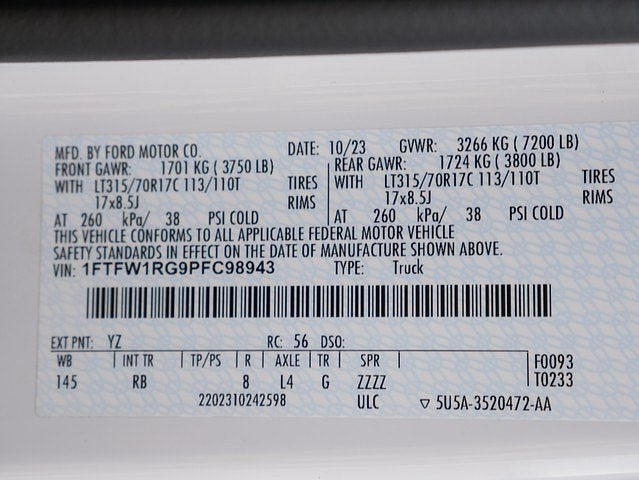 MFD. BY FORD MOTOR CO. DATE: 10/23 GVWR: 3266 KG (7200 LB)
FRONT GAWR: 1701 KG (3750 LB) REAR GAWR: 1724 KG (3800 LB)
WITH LT315/70R17C 113/110T TIRES WITH LT315/70R17C 113/110T TIRES
17x8.5J RIMS 17x8.5J RIMS
AT 260 kPa/ 38 PSI COLD AT 260 kPa/ 38 PSI COLD
THIS VEHICLE CONFORMS TO ALL APPLICABLE FEDERAL MOTOR VEHICLE
SAFETY STANDARDS IN EFFECT ON THE DATE OF MANUFACTURE SHOWN ABOVE.
VIN: 1FTFW1RG9PFC98943 TYPE: Truck
EXT PNT: YZ RC: 56 DSO:
WB | INT TR | TP/PS | R | AXLE | TR | SPR | F0093
145 RB 8 L4 G ZZZZ T0233
2202310242598 ULC ▽ 5U5A-3520472-AA